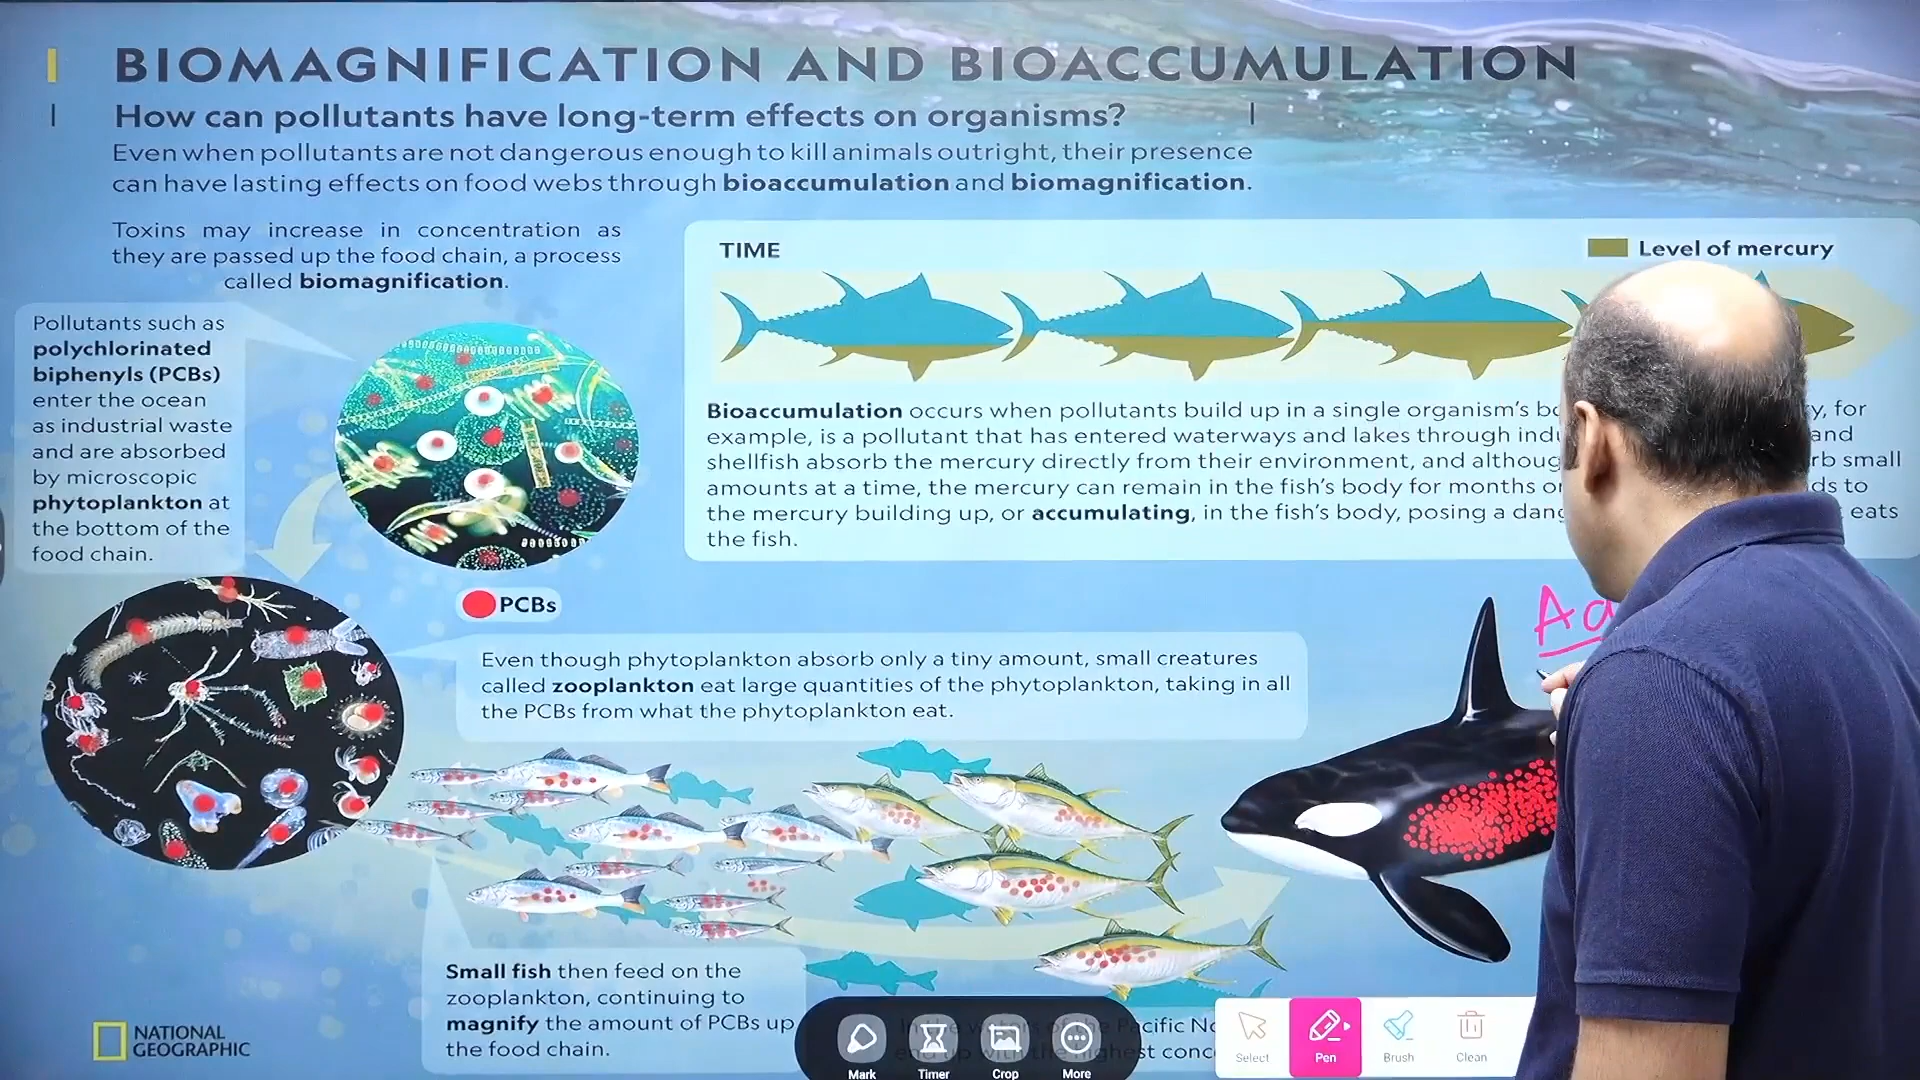 BIOMAGNIFICATION AND BIOACCUMULATION
How can pollutants have long-term effects on organisms?
Even when pollutants are not dangerous enough to kill animals outright, their presence
can have lasting effects on food webs through bioaccumulation and biomagnification.
Toxins may increase in concentration as
they are passed up the food chain, a process
called biomagnification.
Pollutants such as
polychlorinated
biphenyls (PCBs)
enter the ocean
as industrial waste
and are absorbed
by microscopic
phytoplankton at
the bottom of the
food chain.
TIME
Level of mercury
Bioaccumulation occurs when pollutants build up in a single organism's
example, is a pollutant that has entered waterways and lakes through
shellfish absorb the mercury directly from their environment, and
amounts at a time, the mercury can remain in the fish's body for months
the mercury building up, or accumulating, in the fish's body, posing a
the fish.
for
and
small
to
eats
PCBs
Even though phytoplankton absorb only a tiny amount, small creatures
called zooplankton eat large quantities of the phytoplankton, taking in all
the PCBs from what the phytoplankton eat.
Small fish then feed on the
zooplankton, continuing to
magnify the amount of PCBs up
the food chain.
NATIONAL
GEOGRAPHIC
Mark
Timer
Crop
More
Select
Pen
Brush
Clean